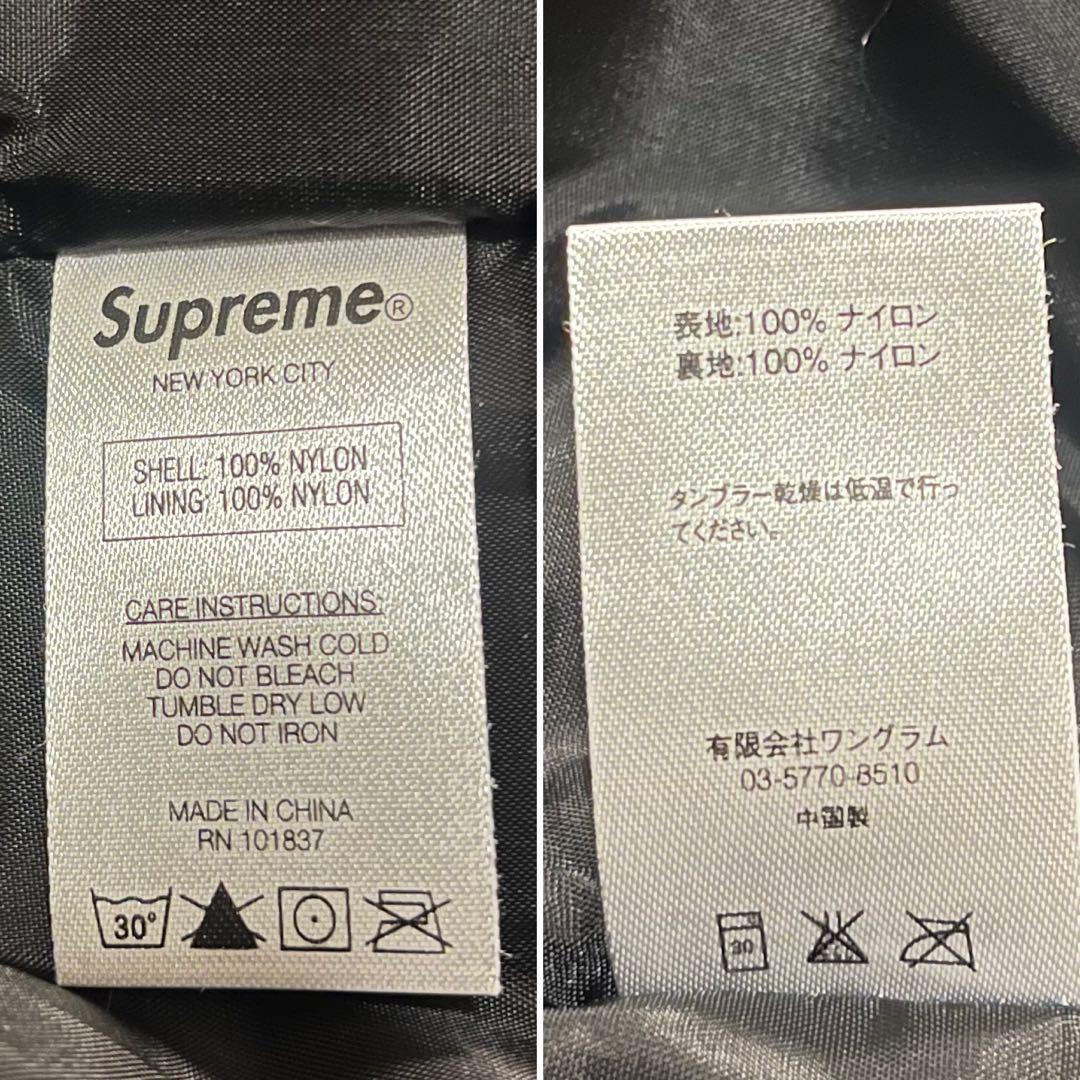 Supreme®
NEW YORK CITY
SHELL: 100% NYLON
LINING: 100% NYLON
CARE INSTRUCTIONS:
MACHINE WASH COLD
DO NOT BLEACH
TUMBLE DRY LOW
DO NOT IRON
MADE IN CHINA
RN 101837
30°
表地:100% ナイロン
裏地:100% ナイロン
タンブラー乾燥は低温で行っ
てください。
有限会社ワングラム
03-5770-8510
中国製
30